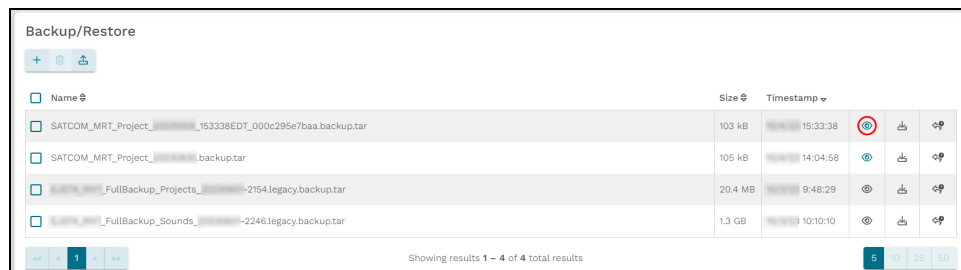 Backup/Restore
Name Size Timestamp
SATCOM_MRT_Project_ _153338EDT_000c295e7baa.backup.tar 103 kB 15:33:38
SATCOM_MRT_Project_ .backup.tar 105 kB 14:04:58
_FullBackup_Projects_ -2154.legacy.backup.tar 20.4 MB 9:48:29
_FullBackup_Sounds_ -2246.legacy.backup.tar 1.3 GB 10:10:10
1 Showing results 1 – 4 of 4 total results 5 10 25 50